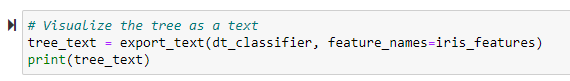 # Visualize the tree as a text
tree_text = export_text(dt_classifier, feature_names=iris_features)
print(tree_text)